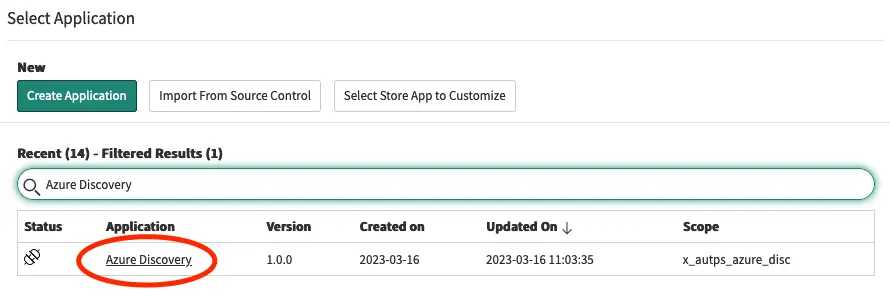 Select Application
New
Create Application Import From Source Control Select Store App to Customize
Recent (14) - Filtered Results (1)
Azure Discovery
Status Application Version Created on Updated On Scope
Azure Discovery 1.0.0 2023-03-16 2023-03-16 11:03:35 x_autps_azure_disc